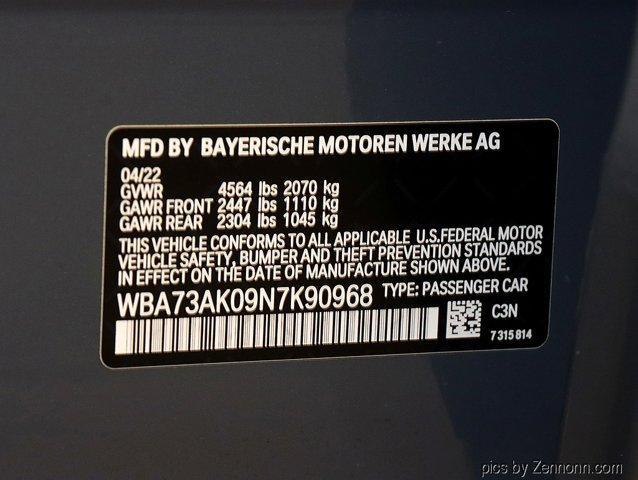 MFD BY BAYERISCHE MOTOREN WERKE AG
04/22
GVWR 4564 lbs 2070 kg
GAWR FRONT 2447 lbs 1110 kg
GAWR REAR 2304 lbs 1045 kg
THIS VEHICLE CONFORMS TO ALL APPLICABLE U.S.FEDERAL MOTOR
VEHICLE SAFETY, BUMPER AND THEFT PREVENTION STANDARDS
IN EFFECT ON THE DATE OF MANUFACTURE SHOWN ABOVE.
WBA73AK09N7K90968 TYPE: PASSENGER CAR
C3N
7315814
pics by Zennonn.com